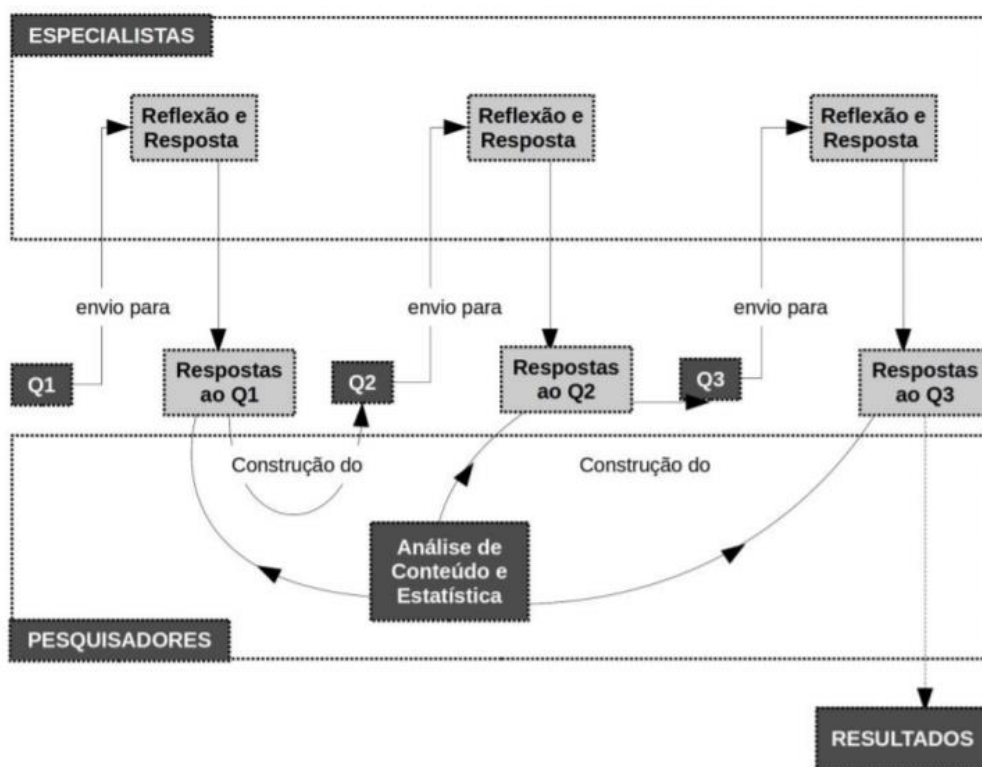 ESPECIALISTAS
Reflexão e
Resposta
Reflexão e
Resposta
Reflexão e
Resposta
envio para
envio para
envio para
Q1
Respostas
ao Q1
Q2
Respostas
ao Q2
Q3
Respostas
ao Q3
Construção do
Construção do
Análise de
Conteúdo e
Estatística
PESQUISADORES
RESULTADOS